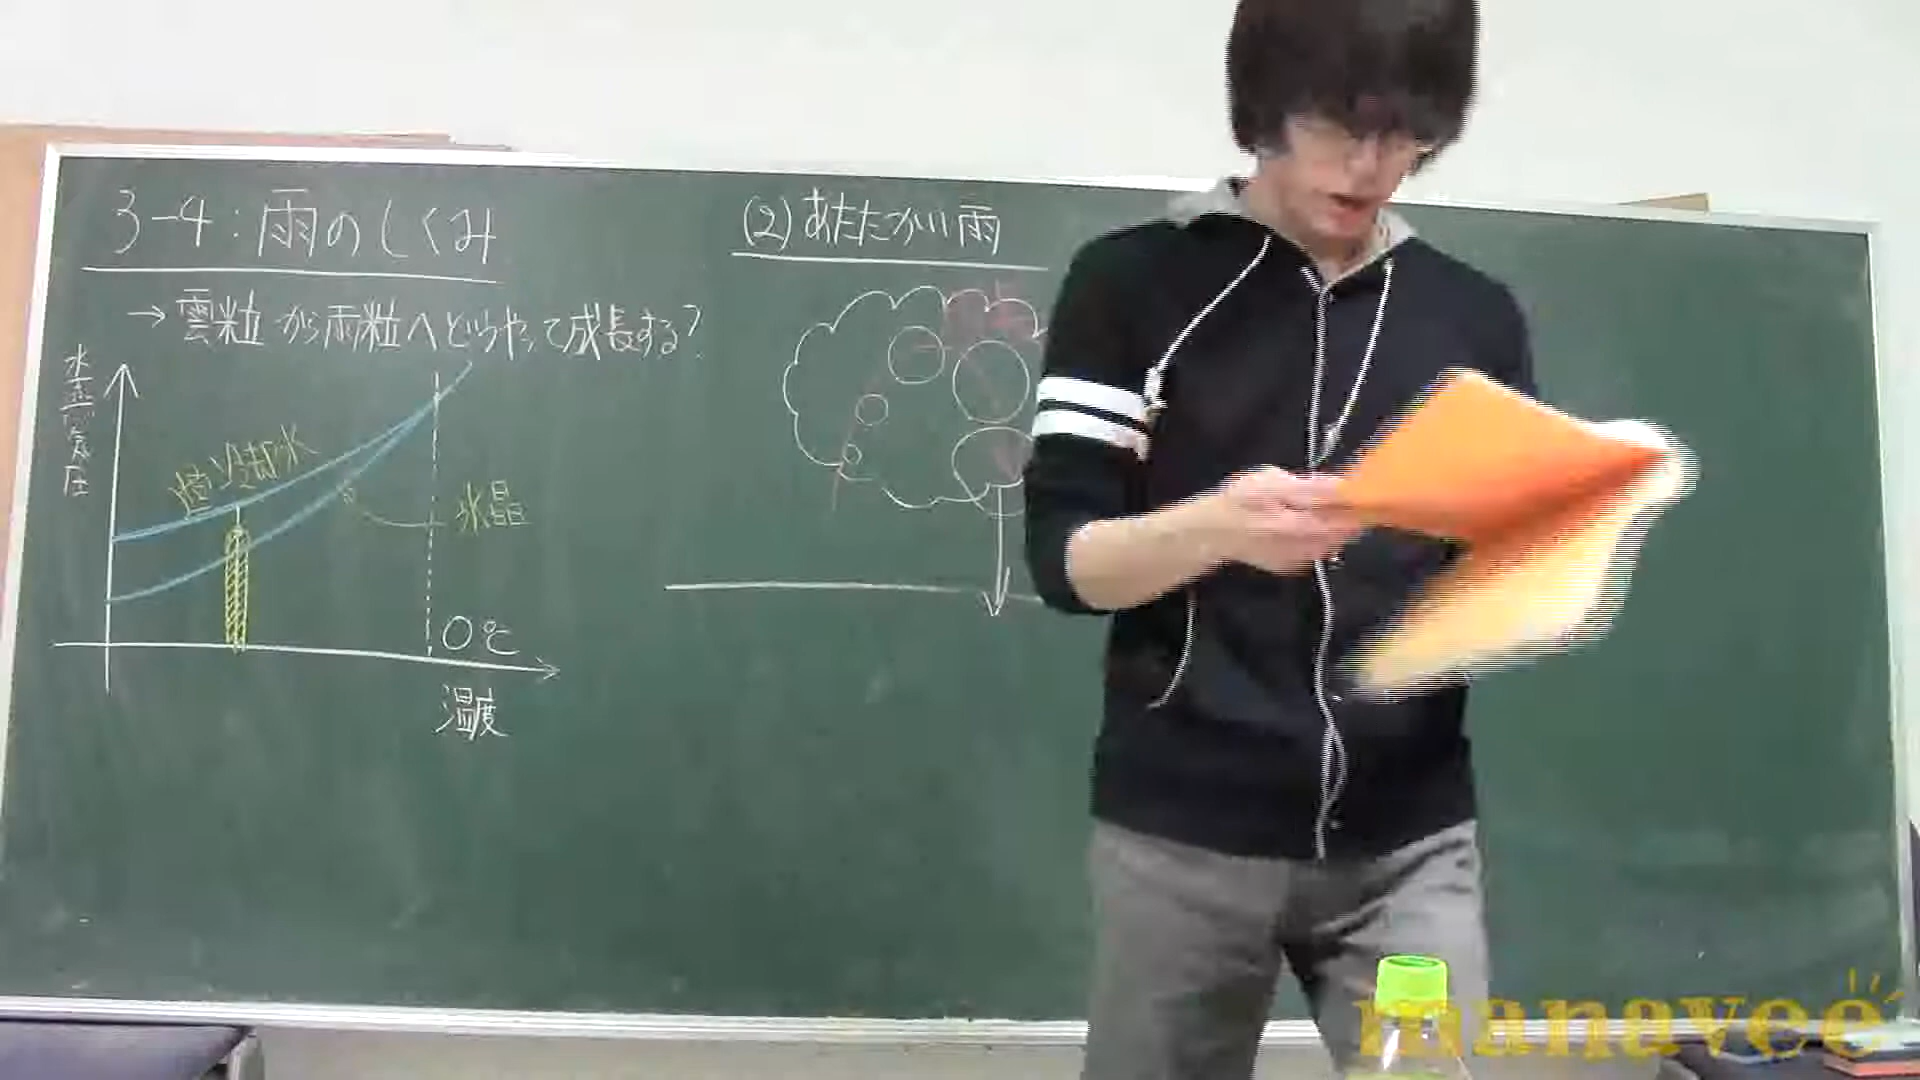 3-4:雨のしくみ
→雲粒から雨粒へどうやって成長する?
水蒸気圧
過冷却水
氷晶
0℃
温度
(2)あたたかい雨
manavee